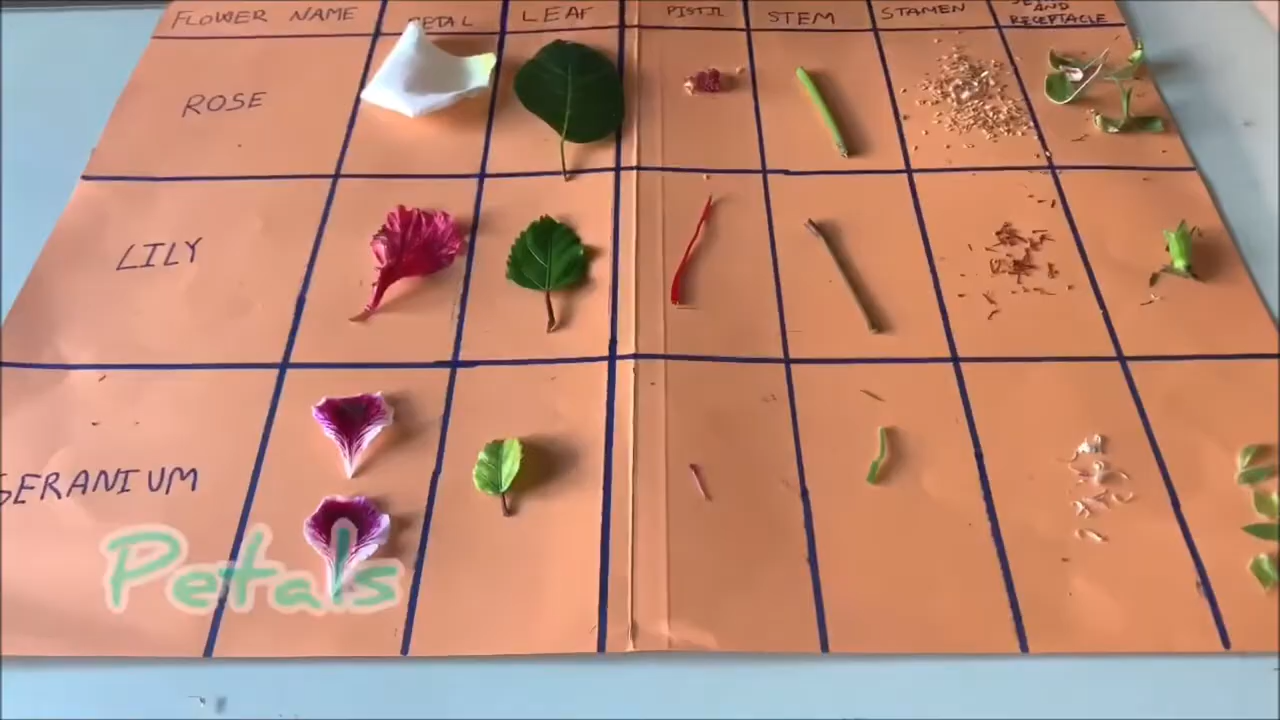 FLOWER NAME
PETAL
LEAF
PISTIL
STEM
STAMEN
AND
RECEPTACLE
ROSE
LILY
GERANIUM
Petals